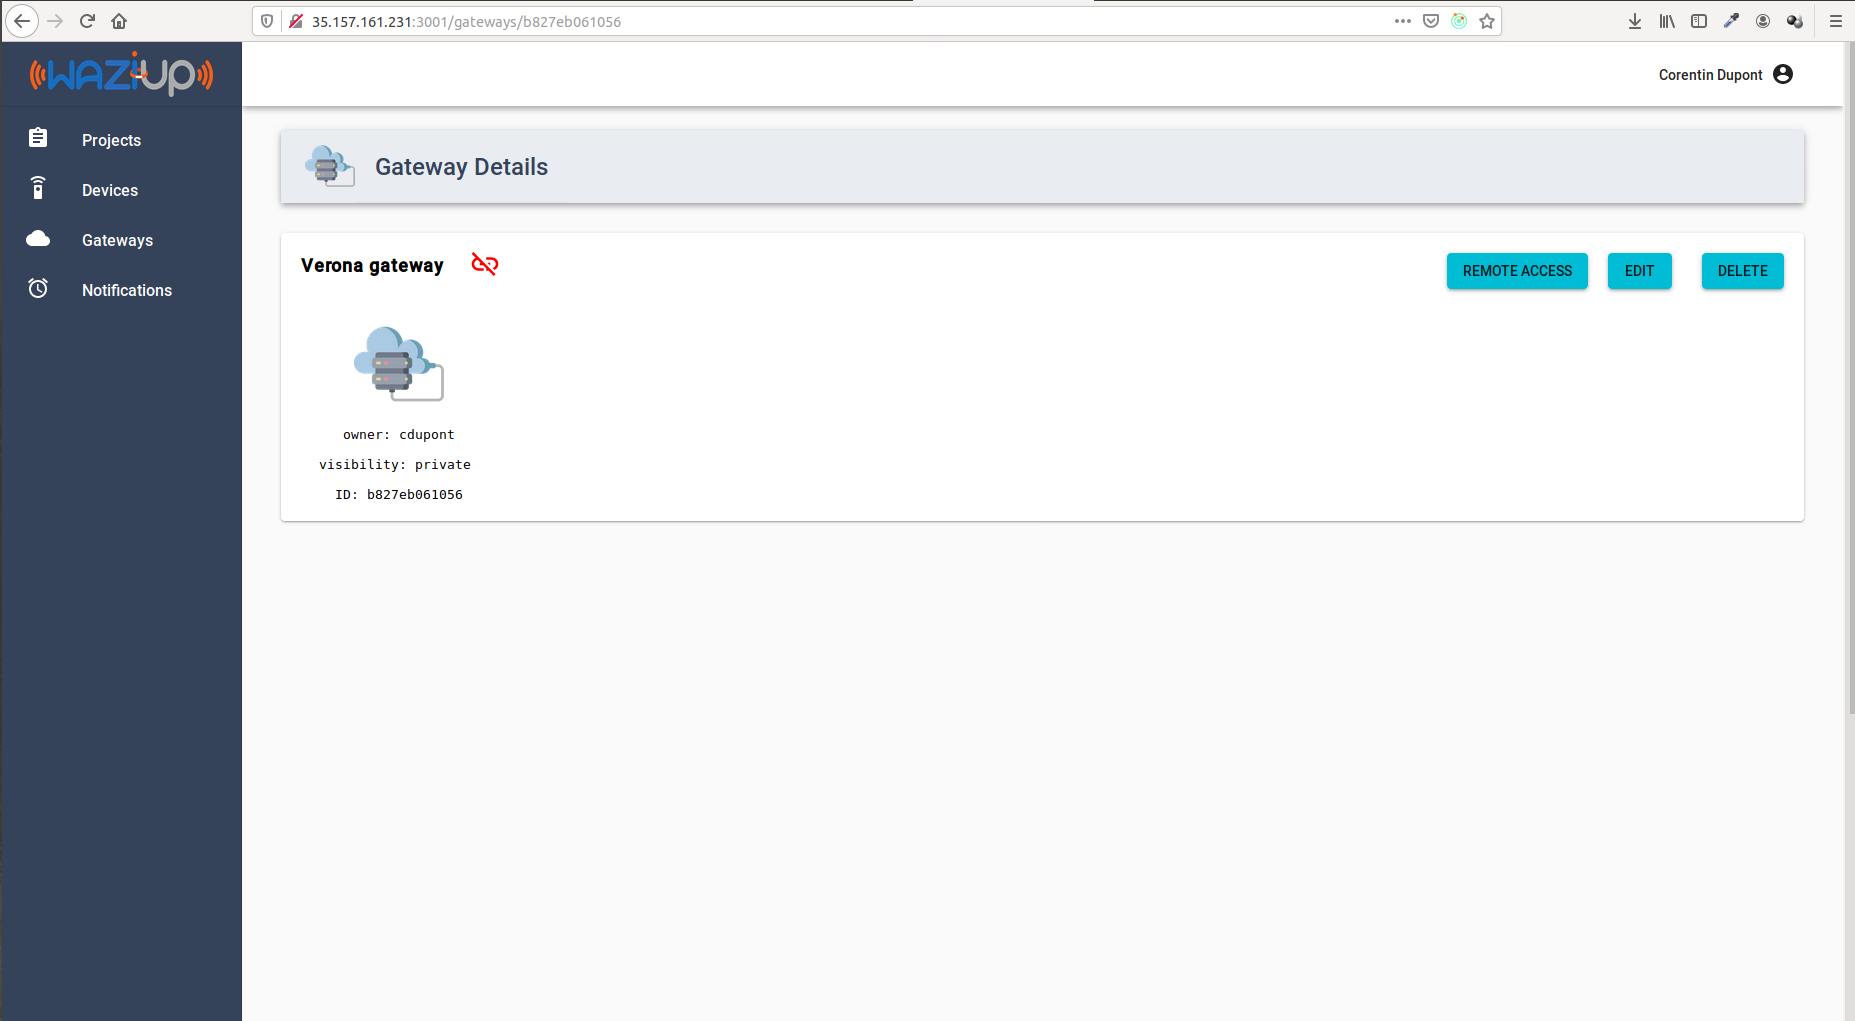 35.157.161.231:3001/gateways/b827eb061056
WAZIUP
Corentin Dupont
Projects
Devices
Gateways
Notifications
Gateway Details
Verona gateway
REMOTE ACCESS
EDIT
DELETE
owner: cdupont
visibility: private
ID: b827eb061056